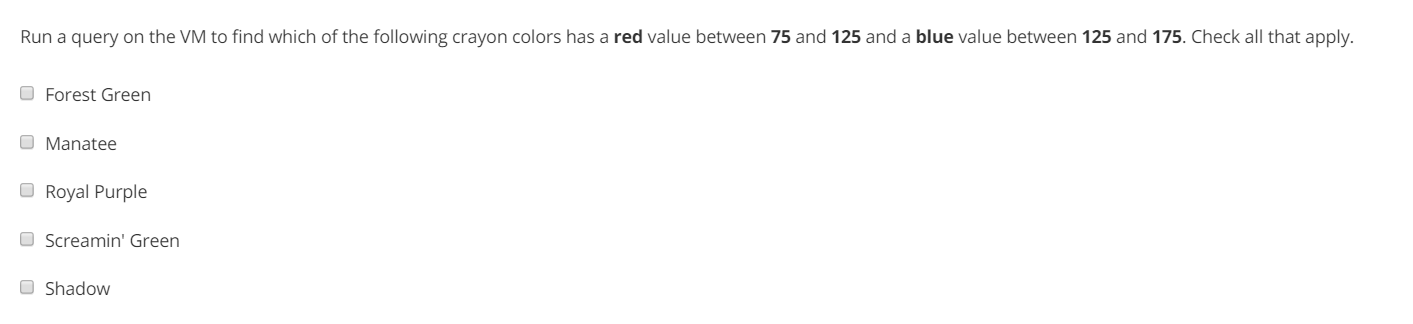 Run a query on the VM to find which of the following crayon colors has a red value between 75 and 125 and a blue value between 125 and 175. Check all that apply.
Forest Green
Manatee
Royal Purple
Screamin' Green
Shadow